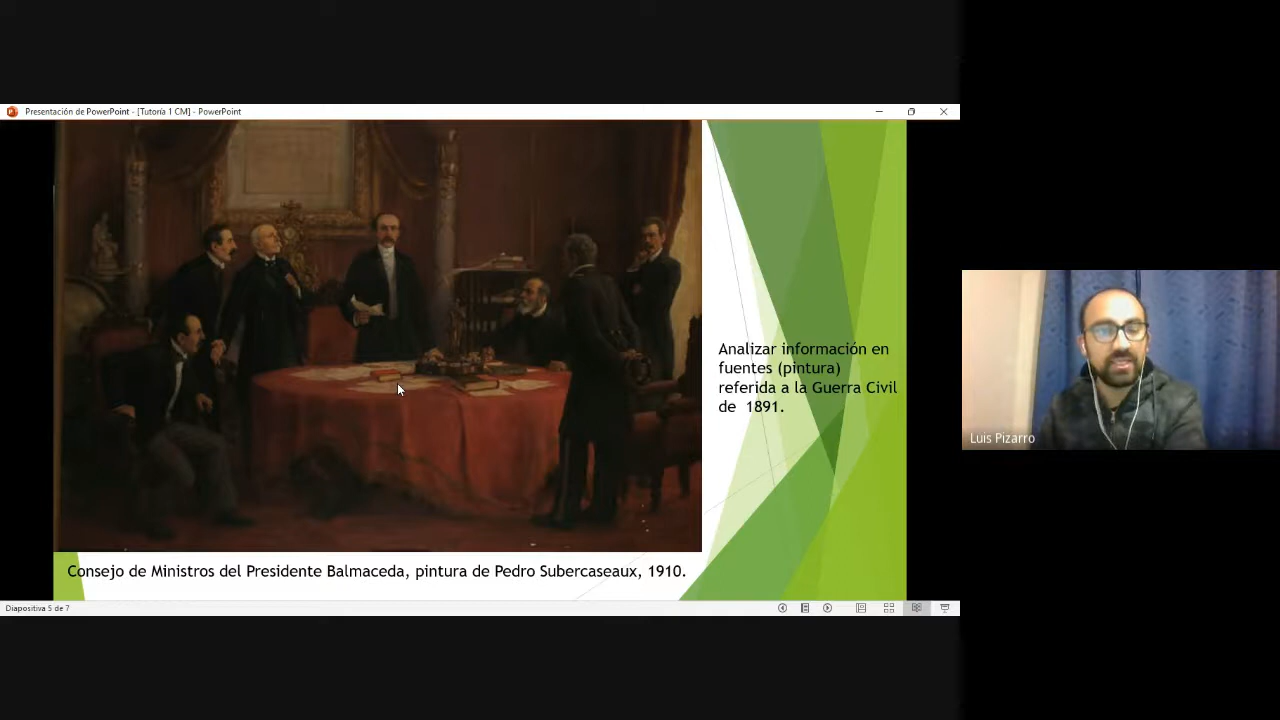 Presentación de PowerPoint - [Tutoría 1 CM] - PowerPoint
Analizar información en
fuentes (pintura)
referida a la Guerra Civil
de 1891.
Luis Pizarro
Consejo de Ministros del Presidente Balmaceda, pintura de Pedro Subercaseaux, 1910.
Diapositiva 5 de 7